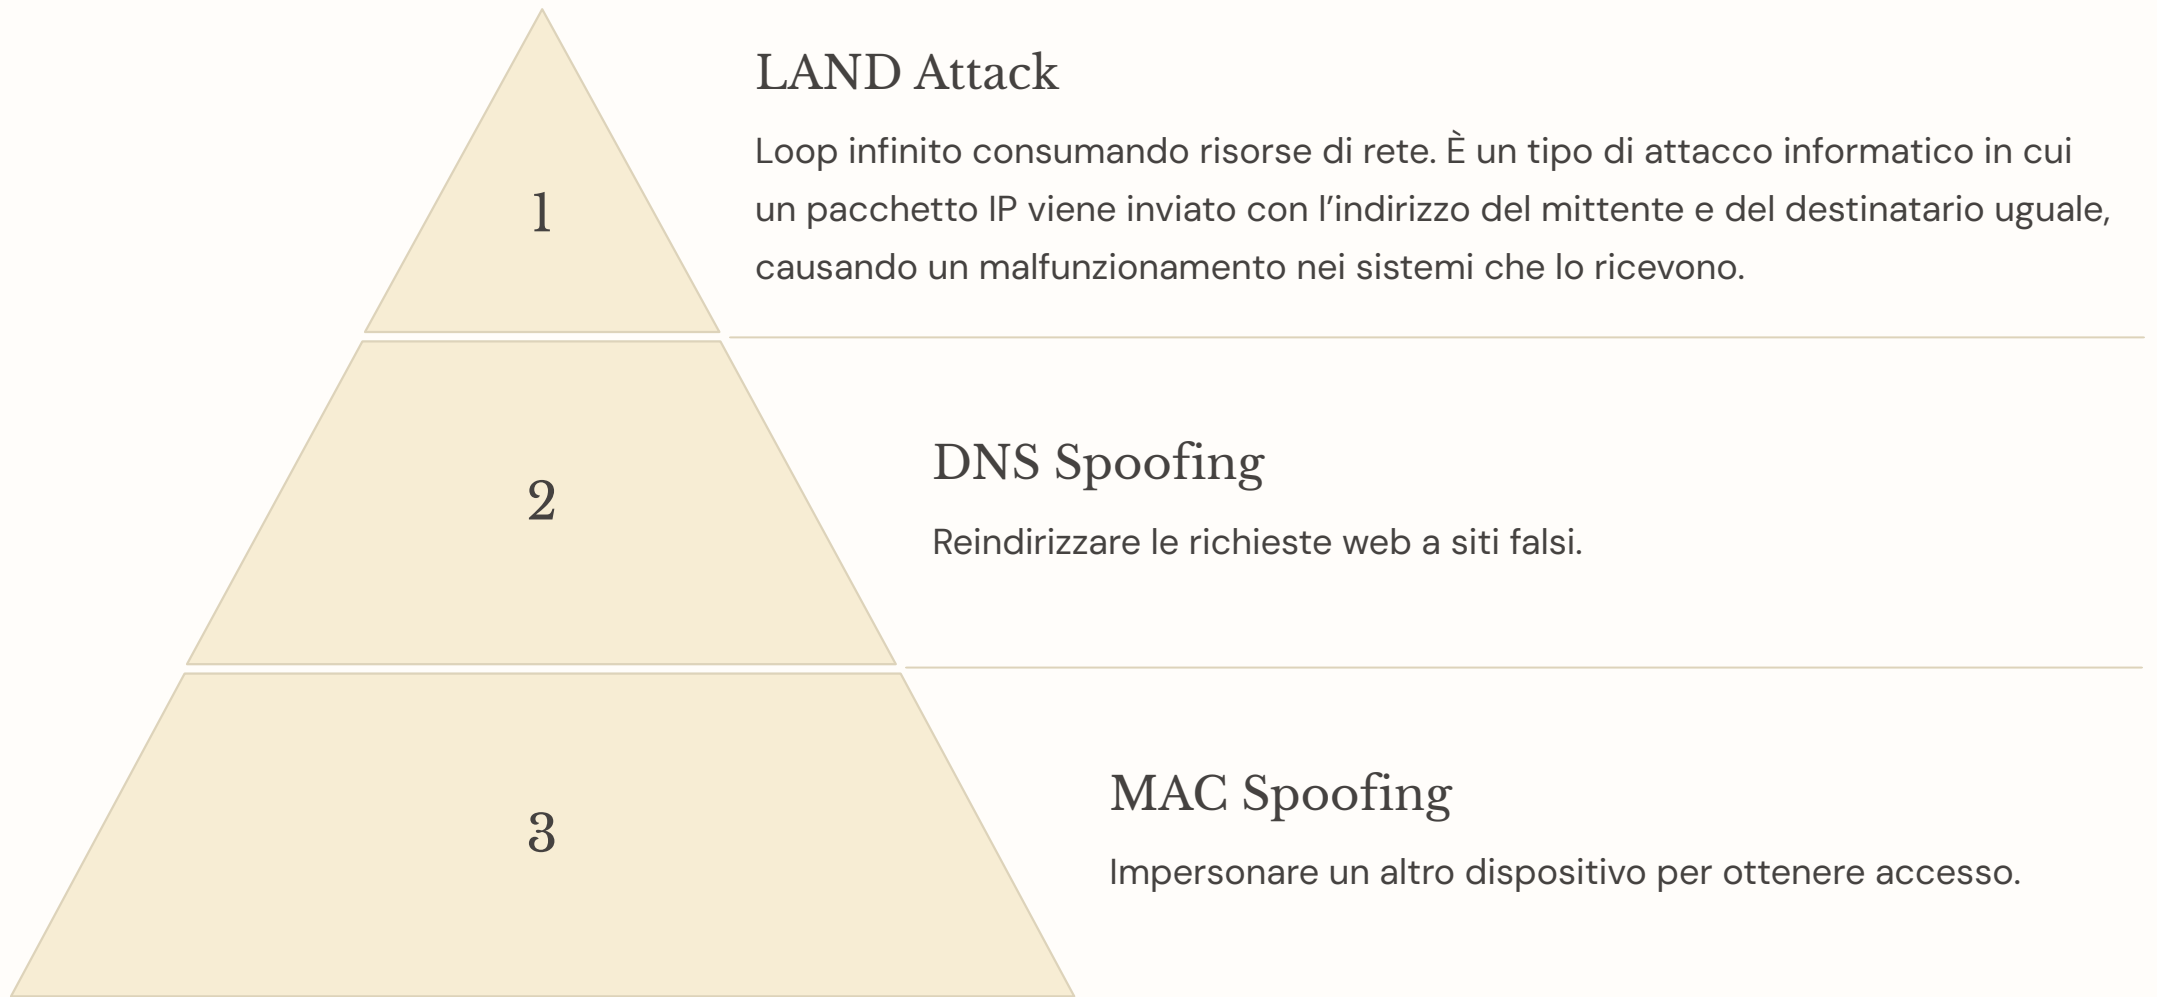 LAND Attack
Loop infinito consumando risorse di rete. È un tipo di attacco informatico in cui
un pacchetto IP viene inviato con l’indirizzo del mittente e del destinatario uguale,
causando un malfunzionamento nei sistemi che lo ricevono.
1
DNS Spoofing
Reindirizzare le richieste web a siti falsi.
2
MAC Spoofing
Impersonare un altro dispositivo per ottenere accesso.
3